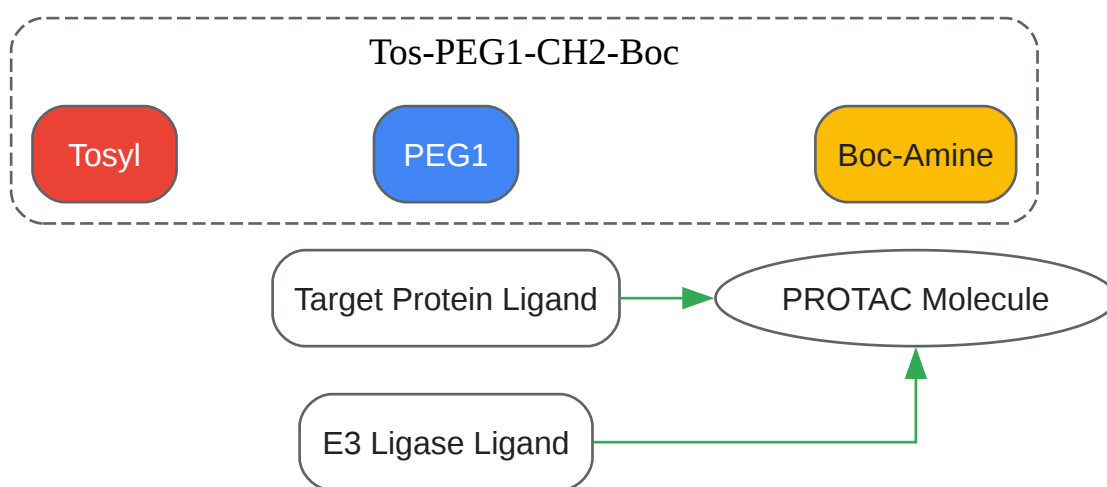 Tos-PEG1-CH2-Boc
Tosyl
PEG1
Boc-Amine
Target Protein Ligand
PROTAC Molecule
E3 Ligase Ligand